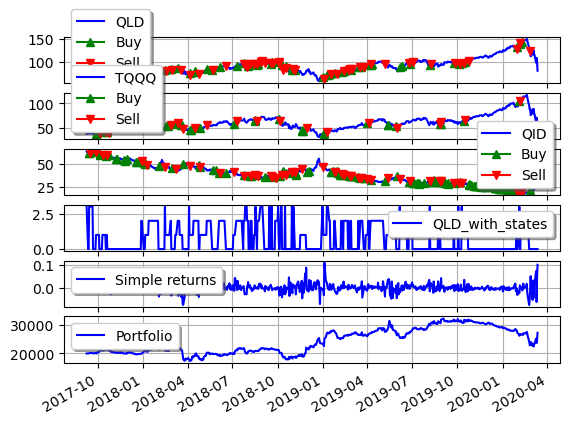 QLD
Buy
Sell
150
100
TQQQ
Buy
Sell
100
50
QID
Buy
Sell
50
25
QLD_with_states
2.5
0.0
Simple returns
0.1
0.0
Portfolio
30000
20000
2017-10 2018-01 2018-04 2018-07 2018-10 2019-01 2019-04 2019-07 2019-10 2020-01 2020-04